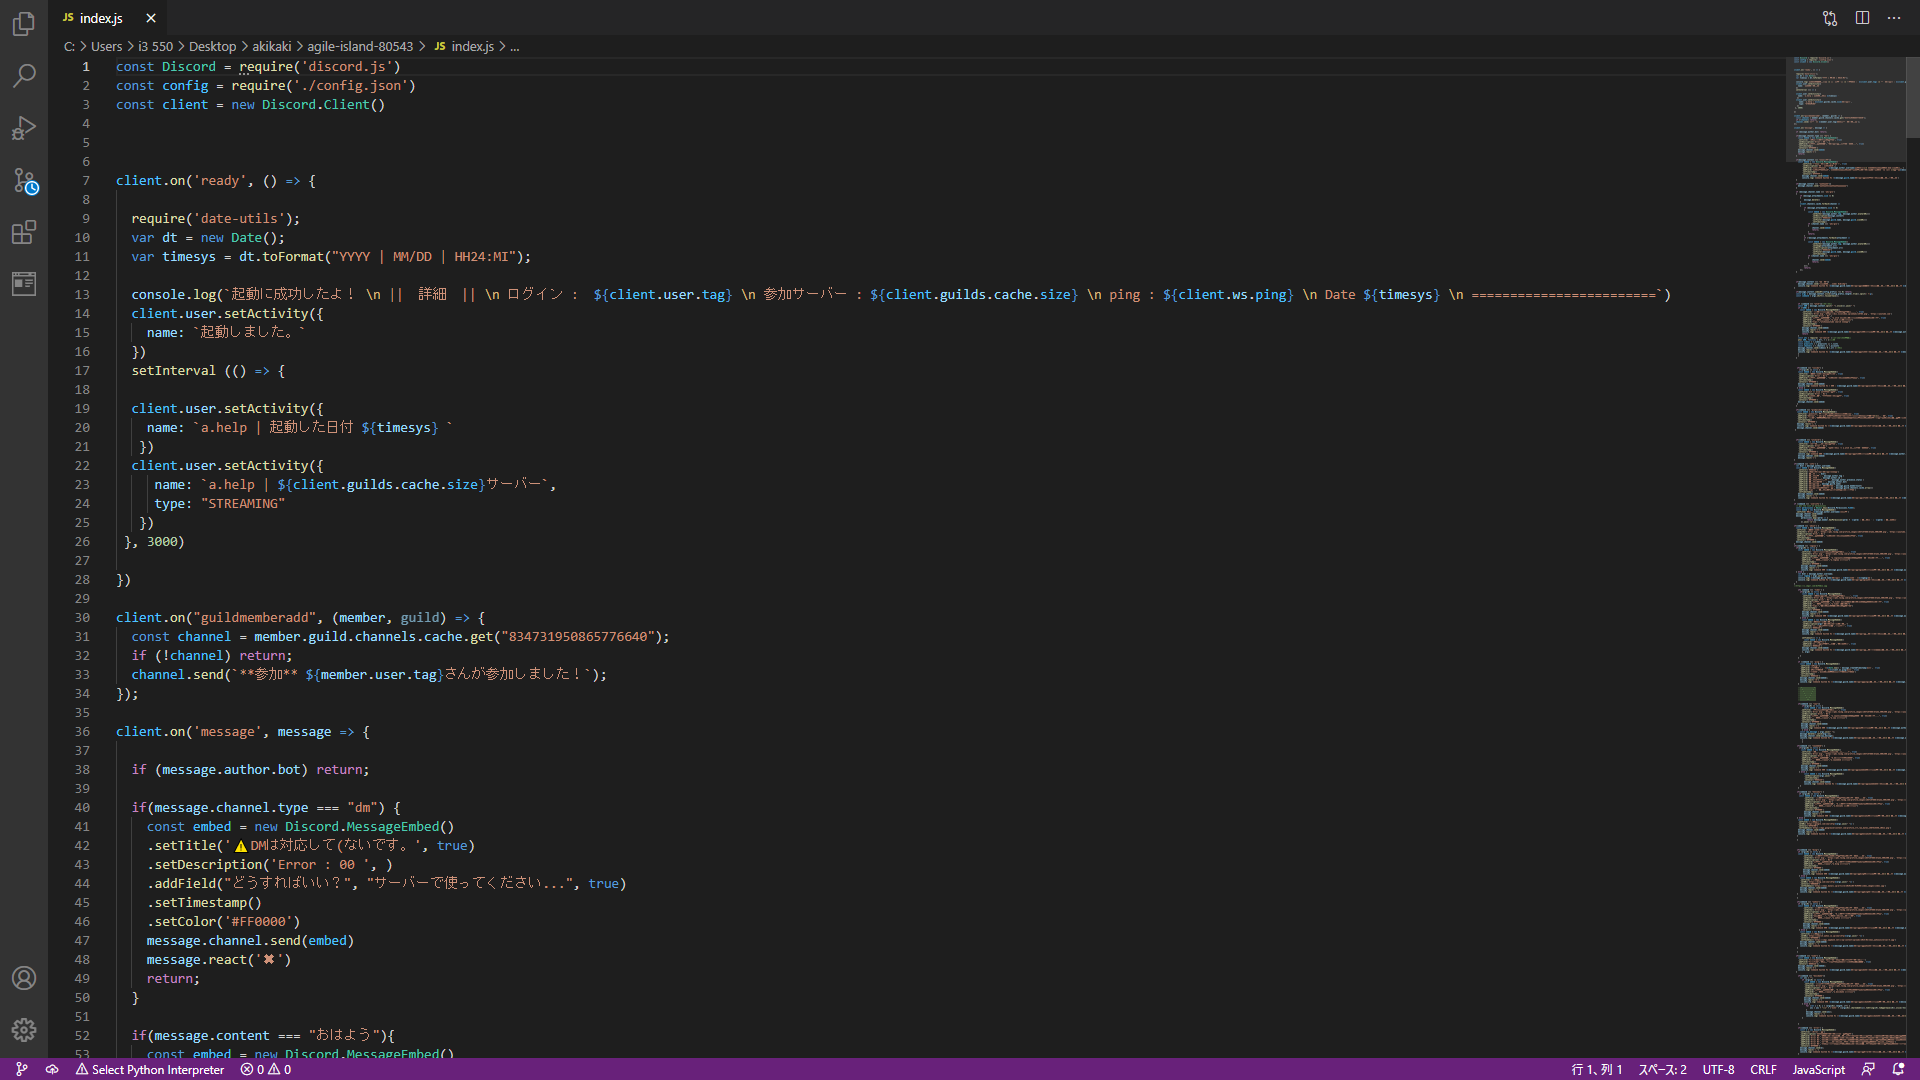 JS index.js ×
C: > Users > i3 550 > Desktop > akikaki > agile-island-80543 > JS index.js > ...
1 const Discord = require('discord.js')
2 const config = require('./config.json')
3 const client = new Discord.Client()
4
5
6
7 client.on('ready', () => {
8
9 require('date-utils');
10 var dt = new Date();
11 var timesys = dt.toFormat("YYYY | MM/DD | HH24:MI");
12
13 console.log(`起動に成功したよ！ \n || 詳細 || \n ログイン : ${client.user.tag} \n 参加サーバー : ${client.guilds.cache.size} \n ping : ${client.ws.ping} \n Date ${timesys} \n ========================`)
14 client.user.setActivity({
15 name: `起動しました。`
16 })
17 setInterval (() => {
18
19 client.user.setActivity({
20 name: `a.help | 起動した日付 ${timesys} `
21 })
22 client.user.setActivity({
23 name: `a.help | ${client.guilds.cache.size}サーバー`,
24 type: "STREAMING"
25 })
26 }, 3000)
27
28 })
29
30 client.on("guildmemberadd", (member, guild) => {
31 const channel = member.guild.channels.cache.get("834731950865776640");
32 if (!channel) return;
33 channel.send(`**参加** ${member.user.tag}さんが参加しました！`);
34 });
35
36 client.on('message', message => {
37
38 if (message.author.bot) return;
39
40 if(message.channel.type === "dm") {
41 const embed = new Discord.MessageEmbed()
42 .setTitle('⚠️DMは対応して(ないです。', true)
43 .setDescription('Error : 00 ', )
44 .addField("どうすればいい？", "サーバーで使ってください...", true)
45 .setTimestamp()
46 .setColor('#FF0000')
47 message.channel.send(embed)
48 message.react('✖')
49 return;
50 }
51
52 if(message.content === "おはよう"){
53 const embed = new Discord.MessageEmbed()
Select Python Interpreter 0 0 行 1、列 1 スペース: 2 UTF-8 CRLF JavaScript